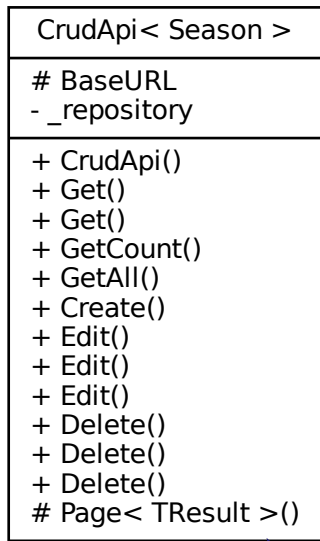 CrudApi< Season >
# BaseURL
- _repository
+ CrudApi()
+ Get()
+ Get()
+ GetCount()
+ GetAll()
+ Create()
+ Edit()
+ Edit()
+ Edit()
+ Delete()
+ Delete()
+ Delete()
# Page< TResult >()